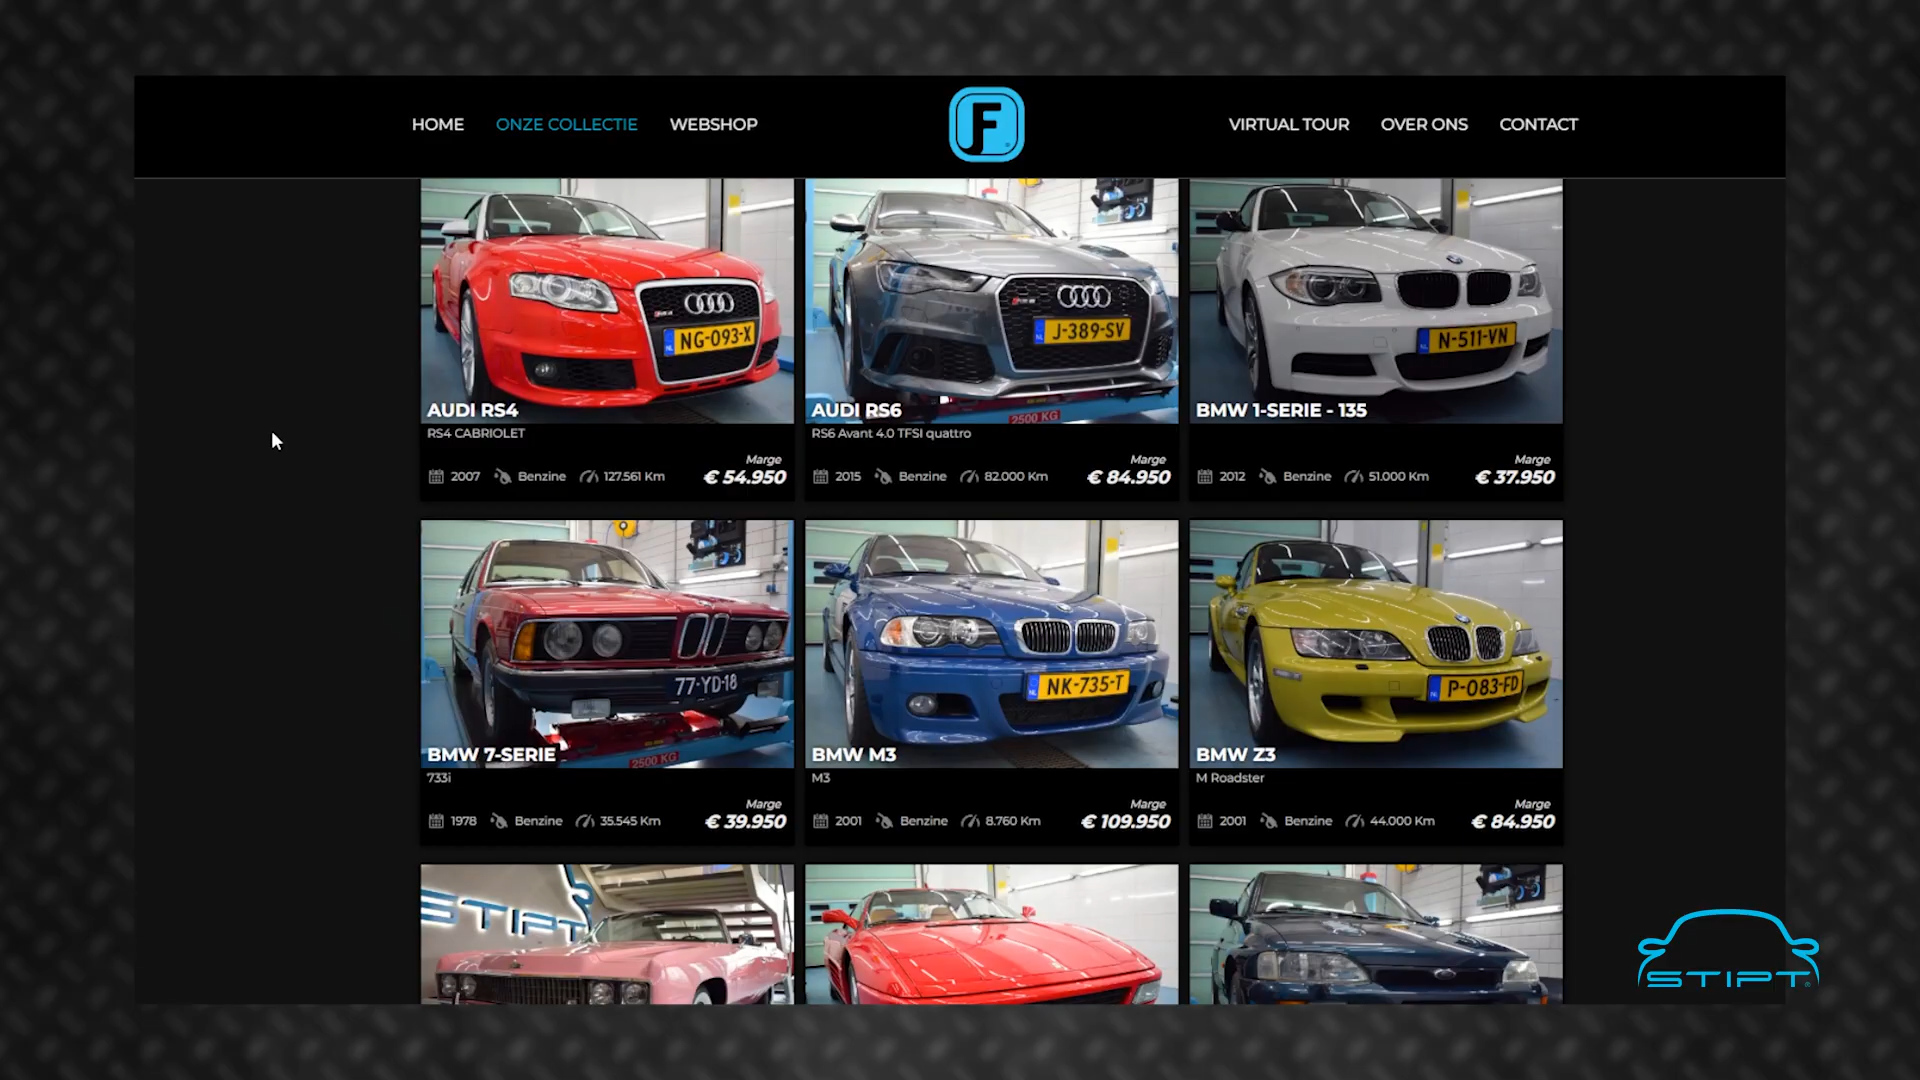 HOME
ONZE COLLECTIE
WEBSHOP
F
VIRTUAL TOUR
OVER ONS
CONTACT
NG-093-X
AUDI RS4
RS4 CABRIOLET
2007
Benzine
127.561 Km
Marge
€ 54.950
J-389-SV
2500 KG
AUDI RS6
RS6 Avant 4.0 TFSI quattro
2015
Benzine
82.000 Km
Marge
€ 84.950
N-511-VN
BMW 1-SERIE - 135
2012
Benzine
51.000 Km
Marge
€ 37.950
77-YD-18
2500 KG
BMW 7-SERIE
733i
1978
Benzine
35.545 Km
Marge
€ 39.950
NK-735-T
BMW M3
M3
2001
Benzine
8.760 Km
Marge
€ 109.950
P-083-FD
BMW Z3
M Roadster
2001
Benzine
44.000 Km
Marge
€ 84.950
STIPT
STIPT